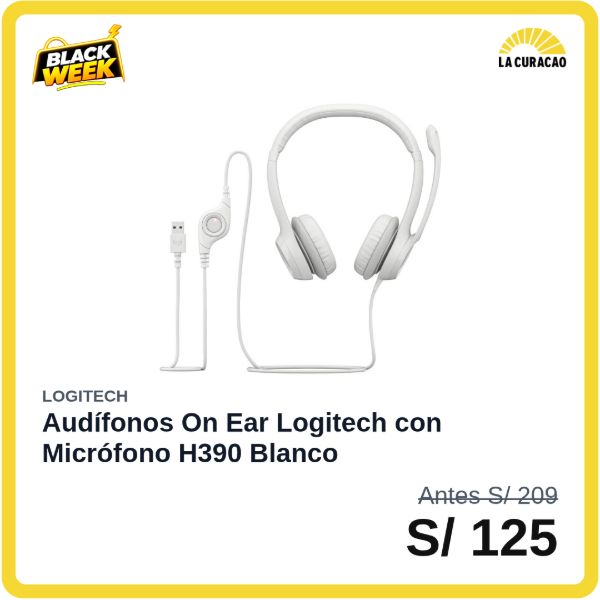 BLACK
WEEK
LA CURACAO
LOGITECH
Audífonos On Ear Logitech con
Micrófono H390 Blanco
Antes S/ 209
S/ 125